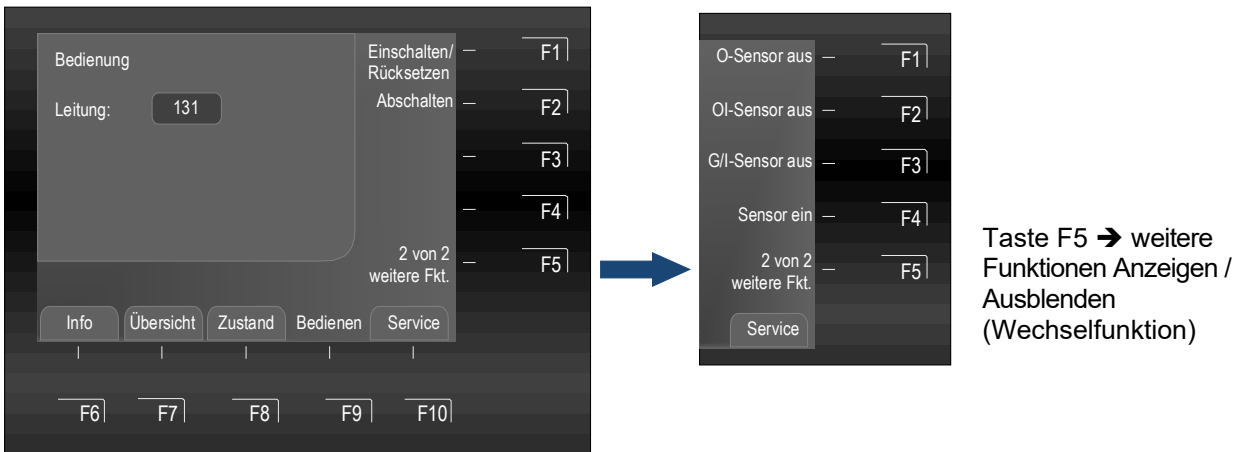 Bedienung
Leitung: 131
Einschalten/
Rücksetzen
Abschalten
2 von 2
weitere Fkt.
F1
F2
F3
F4
F5
Info Übersicht Zustand Bedienen Service
F6 F7 F8 F9 F10
O-Sensor aus F1
OI-Sensor aus F2
G/I-Sensor aus F3
Sensor ein F4
2 von 2
weitere Fkt.
F5
Service
Taste F5 ➔ weitere
Funktionen Anzeigen /
Ausblenden
(Wechselfunktion)